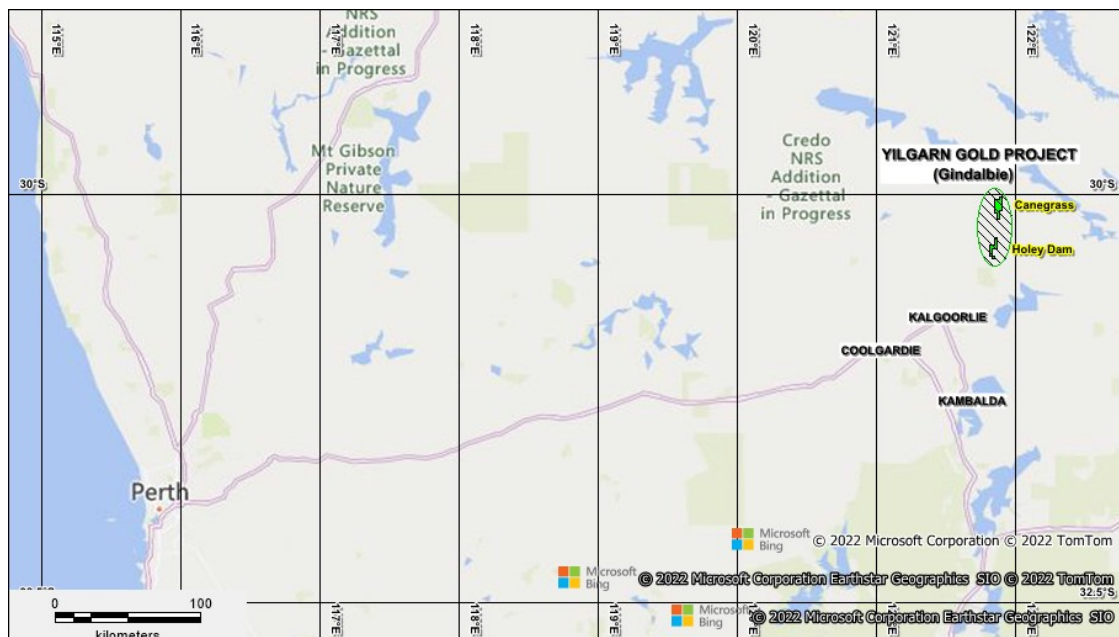 115°E
116°E
117°E
118°E
119°E
120°E
121°E
122°E
NRS
Addition
- Gazettal
in Progress
Mt Gibson
Private
Nature
Reserve
Credo
NRS
Addition
- Gazettal
in Progress
YILGARN GOLD PROJECT
(Gindalbie)
30°S
30°S
Canegrass
Holey Dam
KALGOORLIE
COOLGARDIE
KAMBALDA
Perth
Microsoft
Bing
© 2022 Microsoft Corporation © 2022 TomTom
Microsoft
Bing
© 2022 Microsoft Corporation Earthstar Geographics SIO © 2022 TomTom
32.5°S
Microsoft
Bing
© 2022 Microsoft Corporation Earthstar Geographics SIO
0
100
kilometers
117°E
118°E
119°E
122°E